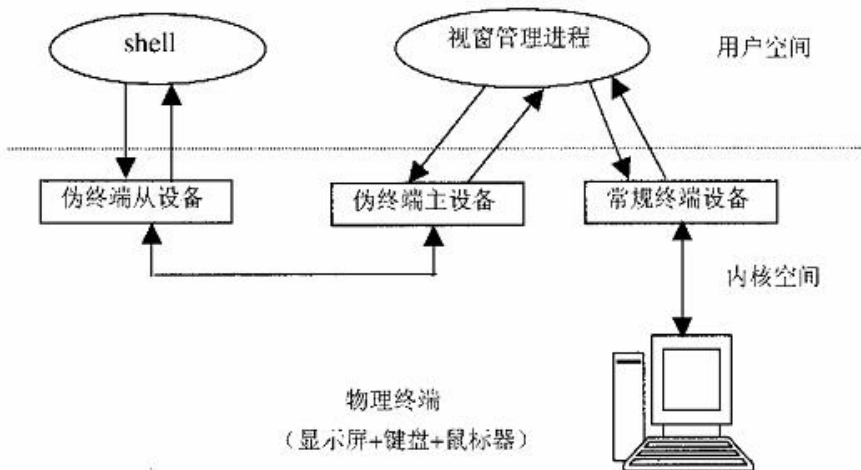 shell
视窗管理进程
用户空间
伪终端从设备
伪终端主设备
常规终端设备
内核空间
物理终端
（显示屏+键盘+鼠标器）